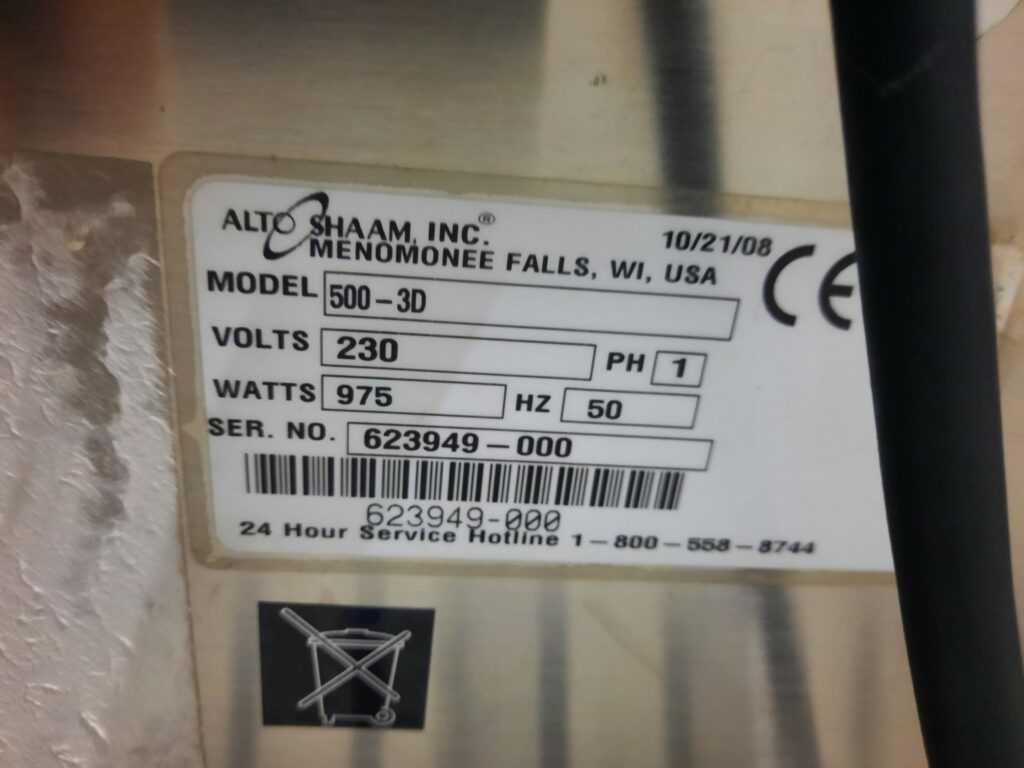 ALTO SHAAM, INC.®
10/21/08
MENOMONEE FALLS, WI, USA
CE
MODEL 500-3D
VOLTS 230 PH 1
WATTS 975 HZ 50
SER. NO. 623949-000
623949-000
24 Hour Service Hotline 1-800-558-8744